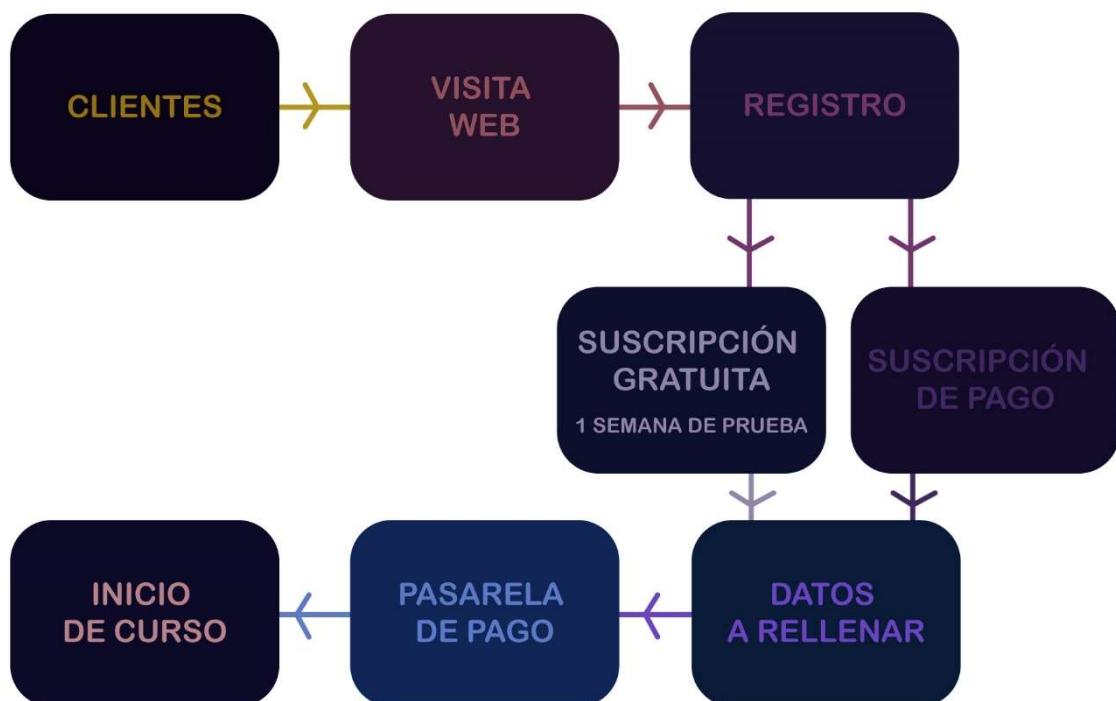 CLIENTES
VISITA
WEB
REGISTRO
SUSCRIPCIÓN
GRATUITA
1 SEMANA DE PRUEBA
SUSCRIPCIÓN
DE PAGO
INICIO
DE CURSO
PASARELA
DE PAGO
DATOS
A RELLENAR